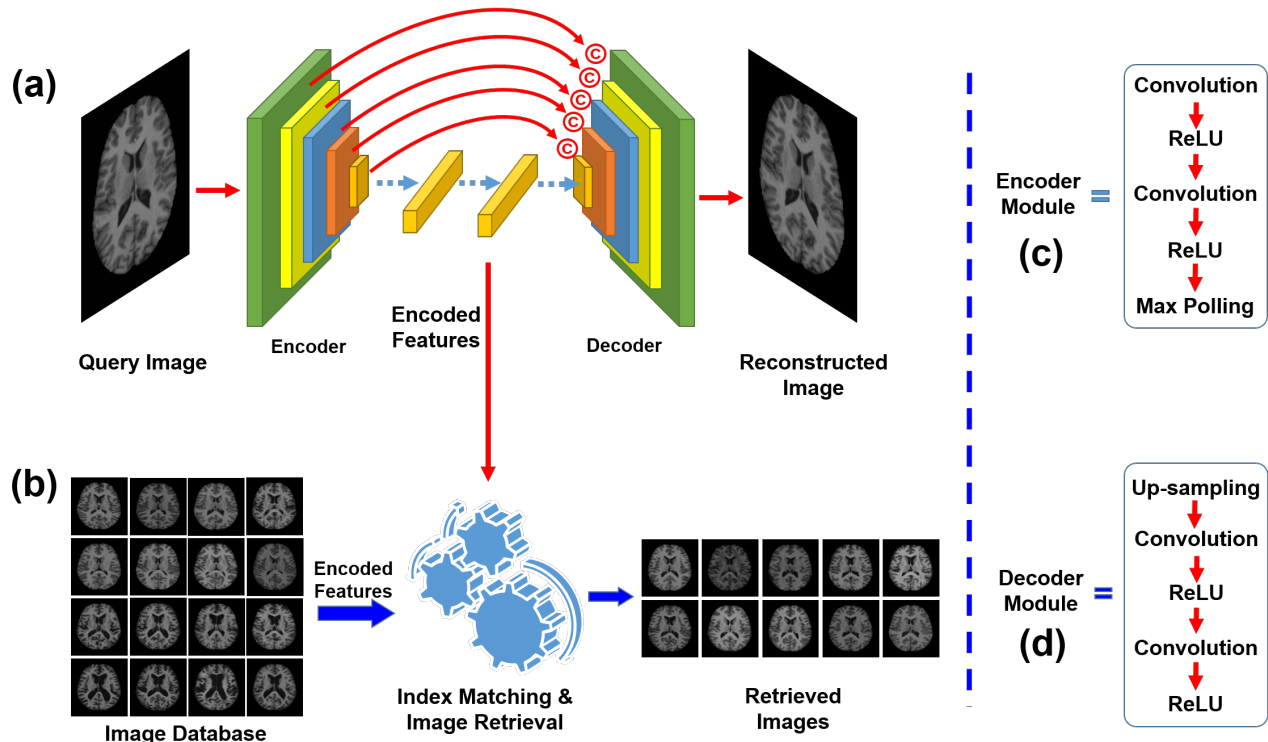 (a)
©
©
©
©
©
Encoded
Features
Encoder
Decoder
Query Image
Reconstructed
Image
(b)
Encoded
Features
Image Database
Index Matching &
Image Retrieval
Retrieved
Images
Encoder
Module
=
(c)
Convolution
ReLU
Convolution
ReLU
Max Polling
Decoder
Module
=
(d)
Up-sampling
Convolution
ReLU
Convolution
ReLU